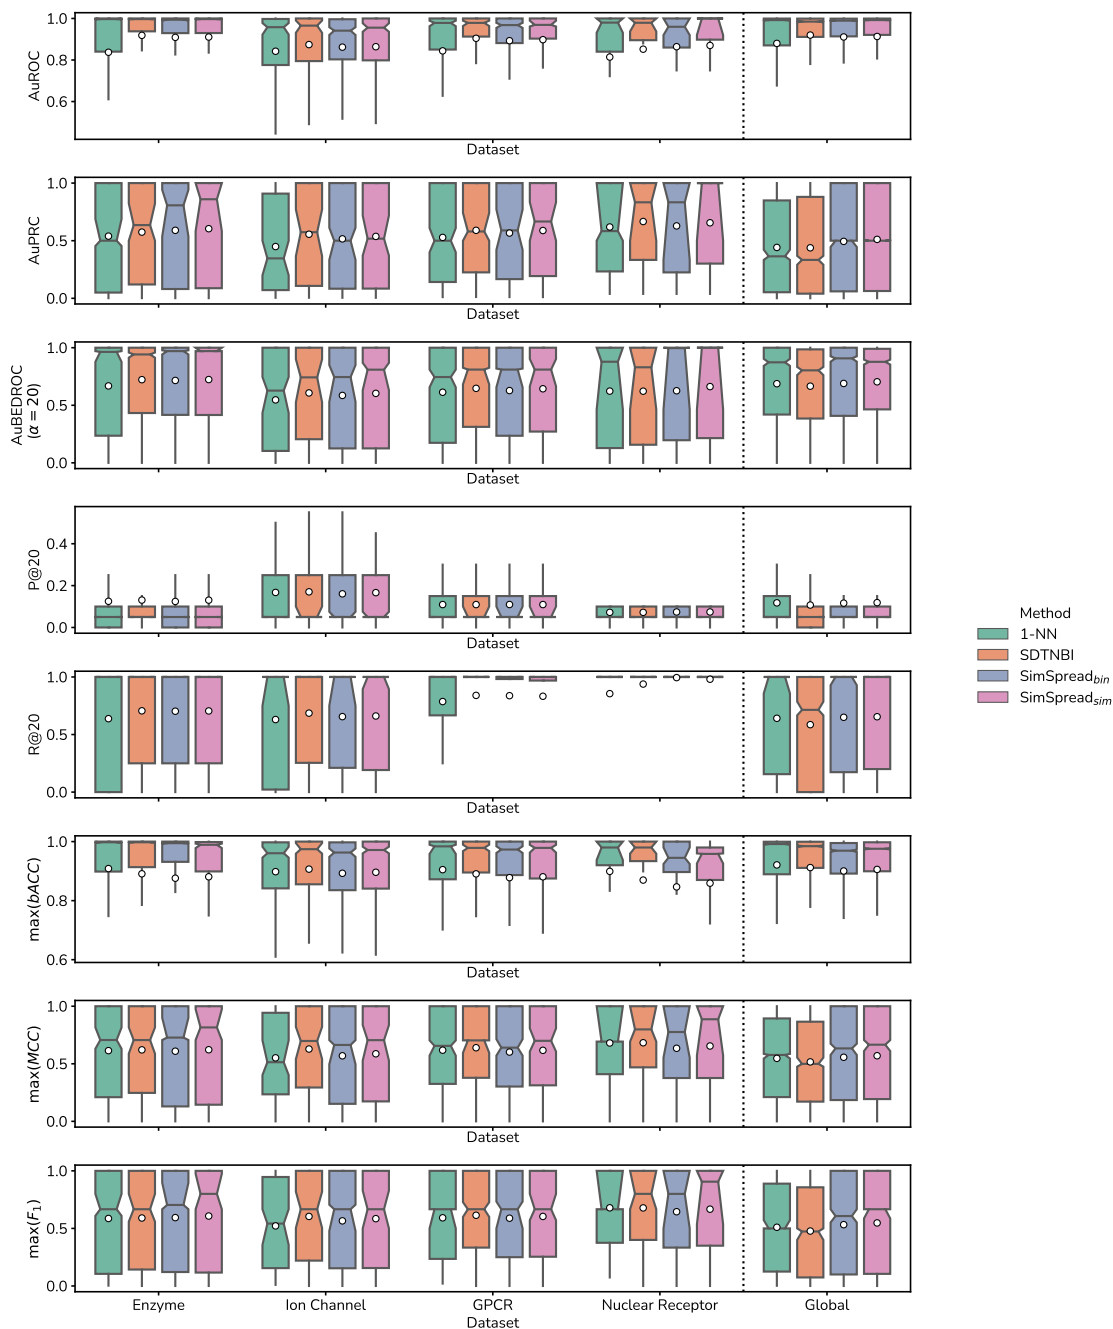 1.0
0.8
0.6
AuROC
Dataset
1.0
0.5
0.0
AuPRC
Dataset
1.0
0.5
0.0
AuBEDROC
(α = 20)
Dataset
0.4
0.2
0.0
P@20
Dataset
Method
1-NN
SDTNBI
SimSpread_bin
SimSpread_sim
1.0
0.5
0.0
R@20
Dataset
1.0
0.8
0.6
max(bACC)
Dataset
1.0
0.5
0.0
max(MCC)
Dataset
1.0
0.5
0.0
max(F₁)
Enzyme
Ion Channel
GPCR
Nuclear Receptor
Global
Dataset